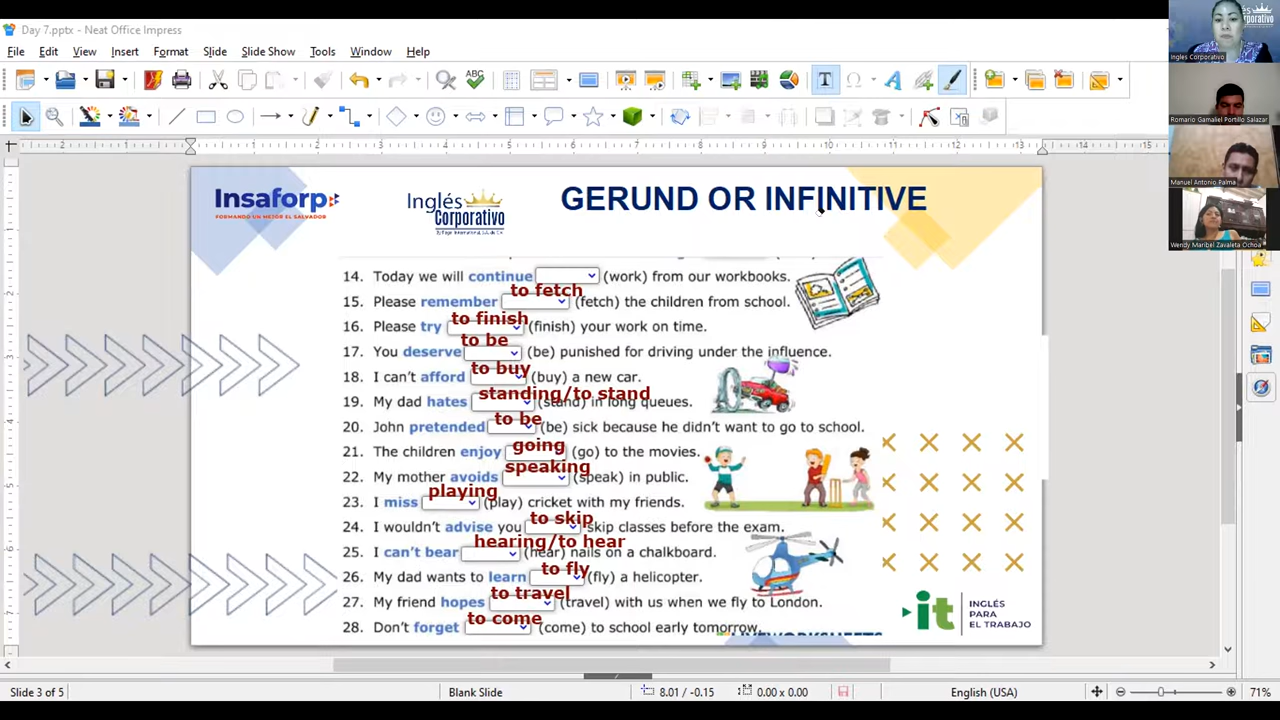 Day 7.pptx - Neat Office Impress
File Edit View Insert Format Slide Slide Show Tools Window Help
Insaforp
FORMANDO UN MEJOR EL SALVADOR
Inglés
Corporativo
GERUND OR INFINITIVE
14. Today we will continue (work) from our workbooks.
to fetch
15. Please remember (fetch) the children from school.
to finish
16. Please try (finish) your work on time.
to be
17. You deserve (be) punished for driving under the influence.
to buy
18. I can't afford (buy) a new car.
standing/to stand
19. My dad hates (stand) in long queues.
to be
20. John pretended (be) sick because he didn't want to go to school.
going
21. The children enjoy (go) to the movies.
speaking
22. My mother avoids (speak) in public.
playing
23. I miss (play) cricket with my friends.
to skip
24. I wouldn't advise you skip classes before the exam.
hearing/to hear
25. I can't bear (hear) nails on a chalkboard.
to fly
26. My dad wants to learn (fly) a helicopter.
to travel
27. My friend hopes (travel) with us when we fly to London.
to come
28. Don't forget (come) to school early tomorrow.
it INGLÉS
PARA
EL TRABAJO
Ingles Corporativo
Romario Gamaliel Portillo Salazar
Manuel Antonio Palma
Wendy Maribel Zavaleta Ochoa
Slide 3 of 5 Blank Slide 8.01 / -0.15 0.00 x 0.00 English (USA) 71%